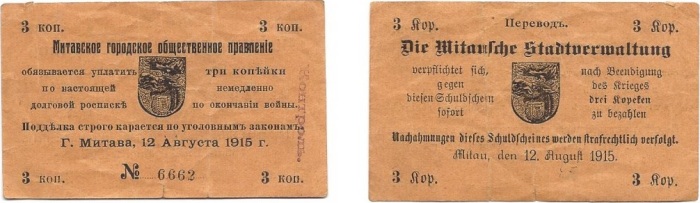 3 коп. 3 коп.
Митавское городское общественное правленіе
обязывается уплатить три копѣйки
по настоящей немедленно
долговой роспискѣ по окончаніи войны.
Поддѣлка строго карается по уголовнымъ законамъ
Г. Митава, 12 Августа 1915 г.
3 коп. № 6662 3 коп.
3 Kop. Переводъ. 3 Kop.
Die Mitausche Stadtverwaltung
verpflichtet sich, nach Beendigung
gegen des Krieges
diesen Schuldschein drei Kopeken
sofort zu bezahlen
Nachahmungen dieses Schuldscheines werden strafrechtlich verfolgt.
Mitau, den 12. August 1915.
3 Kop. 3 Kop.